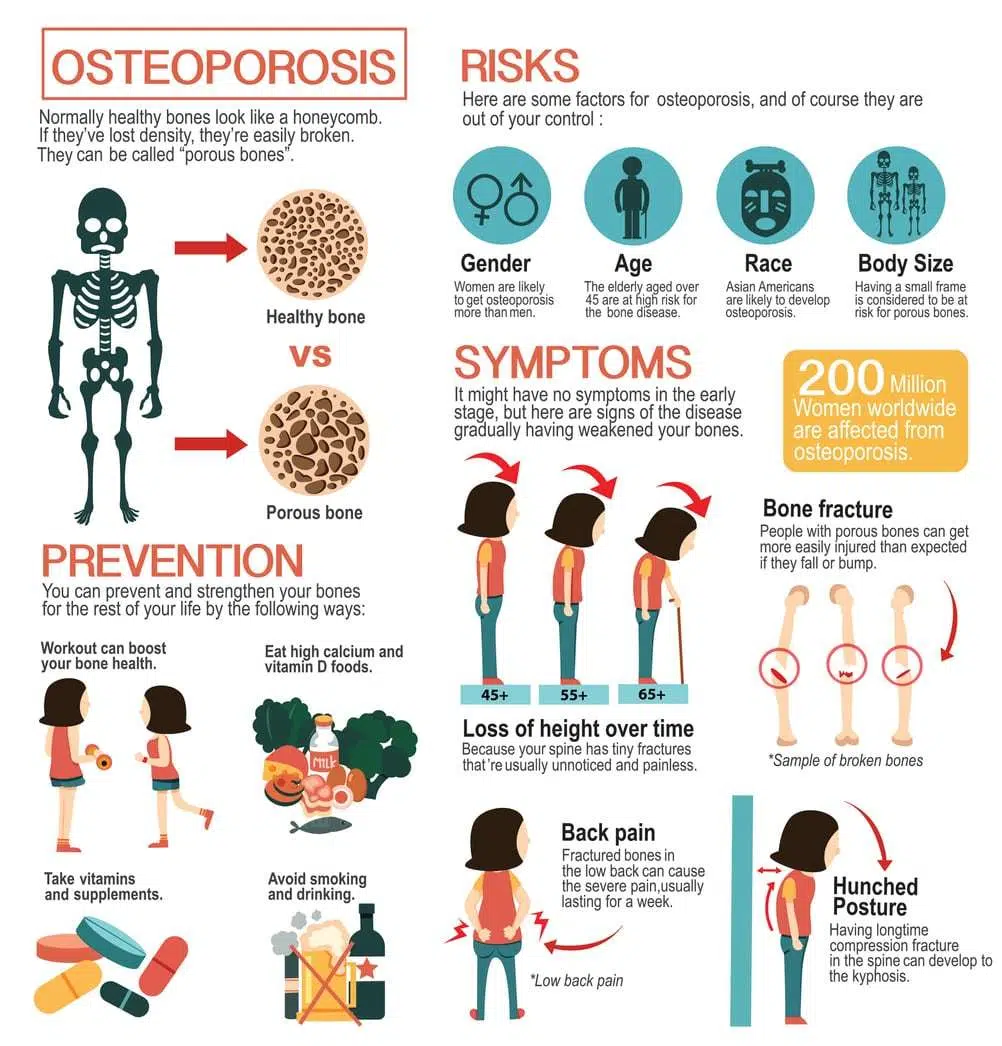 OSTEOPOROSIS
Normally healthy bones look like a honeycomb.
If they've lost density, they're easily broken.
They can be called "porous bones".
Healthy bone
VS
Porous bone
PREVENTION
You can prevent and strengthen your bones
for the rest of your life by the following ways:
Workout can boost
your bone health.
Eat high calcium and
vitamin D foods.
MILK
Take vitamins
and supplements.
Avoid smoking
and drinking.
RISKS
Here are some factors for osteoporosis, and of course they are
out of your control :
Gender
Women are likely
to get osteoporosis
more than men.
Age
The elderly aged over
45 are at high risk for
the bone disease.
Race
Asian Americans
are likely to develop
osteoporosis.
Body Size
Having a small frame
is considered to be at
risk for porous bones.
SYMPTOMS
It might have no symptoms in the early
stage, but here are signs of the disease
gradually having weakened your bones.
200 Million
Women worldwide
are affected from
osteoporosis.
45+
55+
65+
Loss of height over time
Because your spine has tiny fractures
that're usually unnoticed and painless.
Bone fracture
People with porous bones can get
more easily injured than expected
if they fall or bump.
*Sample of broken bones
Back pain
Fractured bones in
the low back can cause
the severe pain,usually
lasting for a week.
*Low back pain
Hunched
Posture
Having longtime
compression fracture
in the spine can develop to
the kyphosis.